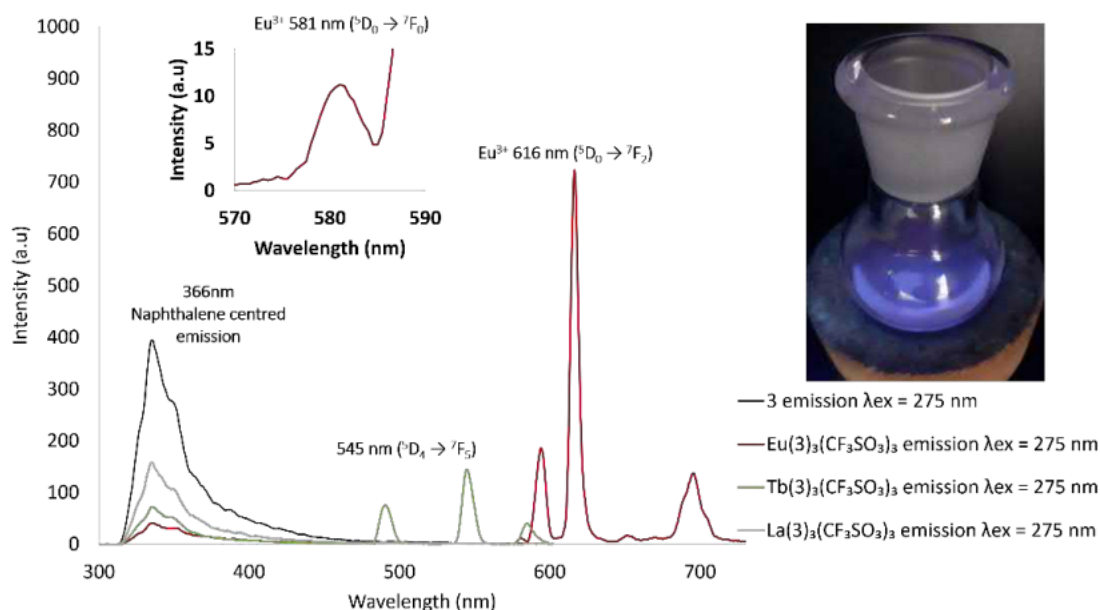 Eu³⁺ 581 nm (⁵D₀ → ⁷F₀)
1000
900
800
700
600
500
400
300
200
100
0
Intensity (a.u)
15
10
5
0
Intensity (a.u)
570 580 590
Wavelength (nm)
Eu³⁺ 616 nm (⁵D₀ → ⁷F₂)
366nm
Naphthalene centred
emission
545 nm (⁵D₄ → ⁷F₅)
300 400 500 600 700
Wavelength (nm)
3 emission λex = 275 nm
Eu(3)₃(CF₃SO₃)₃ emission λex = 275 nm
Tb(3)₃(CF₃SO₃)₃ emission λex = 275 nm
La(3)₃(CF₃SO₃)₃ emission λex = 275 nm